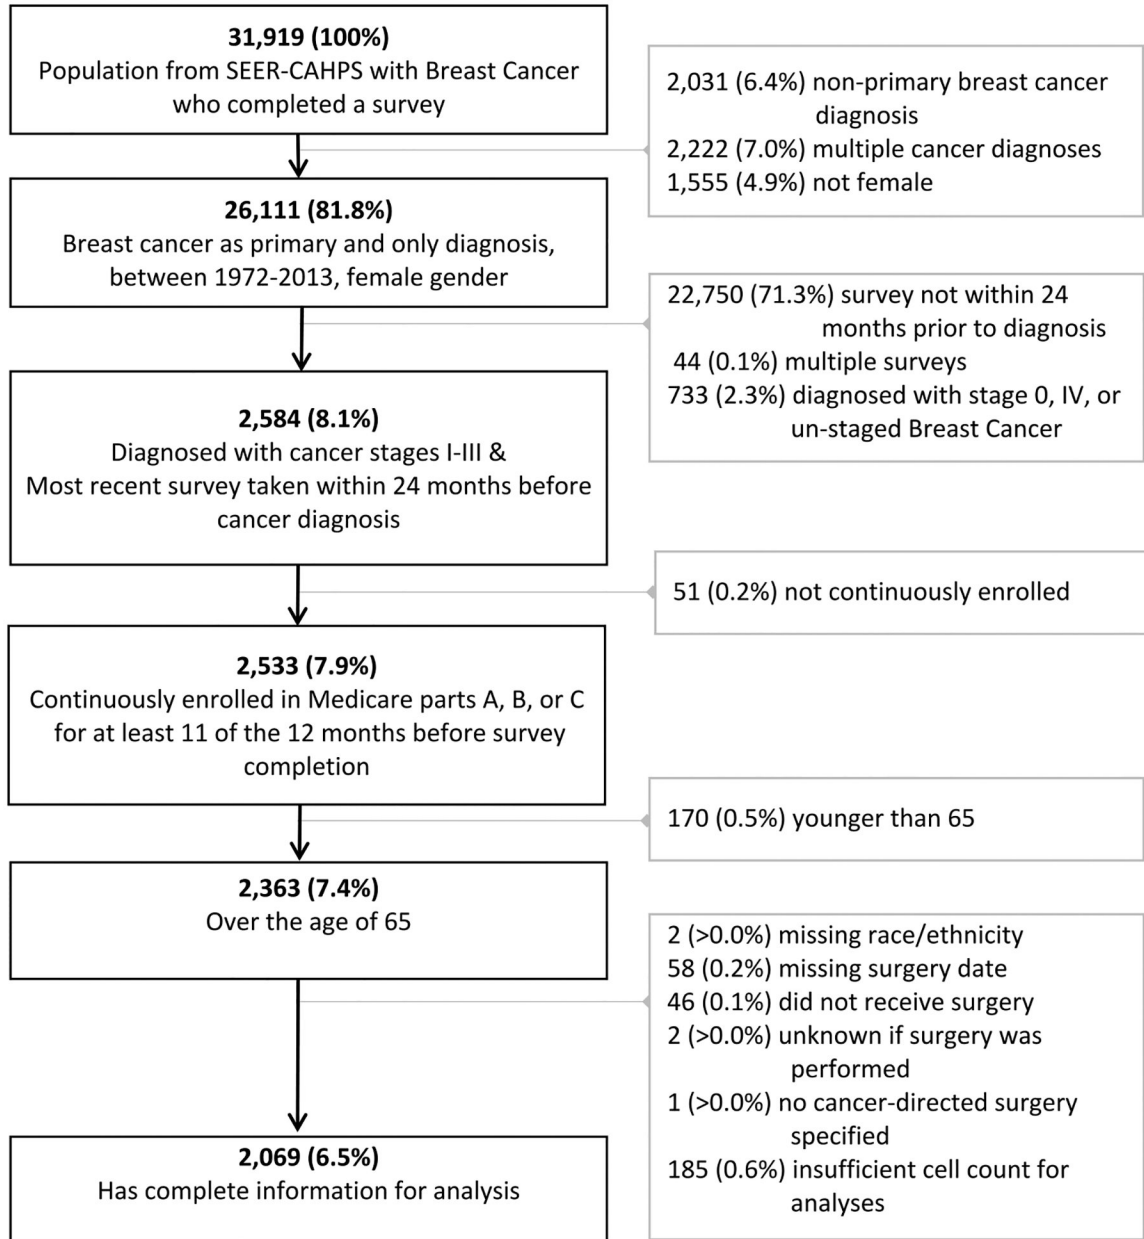 31,919 (100%)
Population from SEER-CAHPS with Breast Cancer
who completed a survey
2,031 (6.4%) non-primary breast cancer
diagnosis
2,222 (7.0%) multiple cancer diagnoses
1,555 (4.9%) not female
26,111 (81.8%)
Breast cancer as primary and only diagnosis,
between 1972-2013, female gender
22,750 (71.3%) survey not within 24
months prior to diagnosis
44 (0.1%) multiple surveys
733 (2.3%) diagnosed with stage 0, IV, or
un-staged Breast Cancer
2,584 (8.1%)
Diagnosed with cancer stages I-III &
Most recent survey taken within 24 months before
cancer diagnosis
51 (0.2%) not continuously enrolled
2,533 (7.9%)
Continuously enrolled in Medicare parts A, B, or C
for at least 11 of the 12 months before survey
completion
170 (0.5%) younger than 65
2,363 (7.4%)
Over the age of 65
2 (>0.0%) missing race/ethnicity
58 (0.2%) missing surgery date
46 (0.1%) did not receive surgery
2 (>0.0%) unknown if surgery was
performed
1 (>0.0%) no cancer-directed surgery
specified
185 (0.6%) insufficient cell count for
analyses
2,069 (6.5%)
Has complete information for analysis